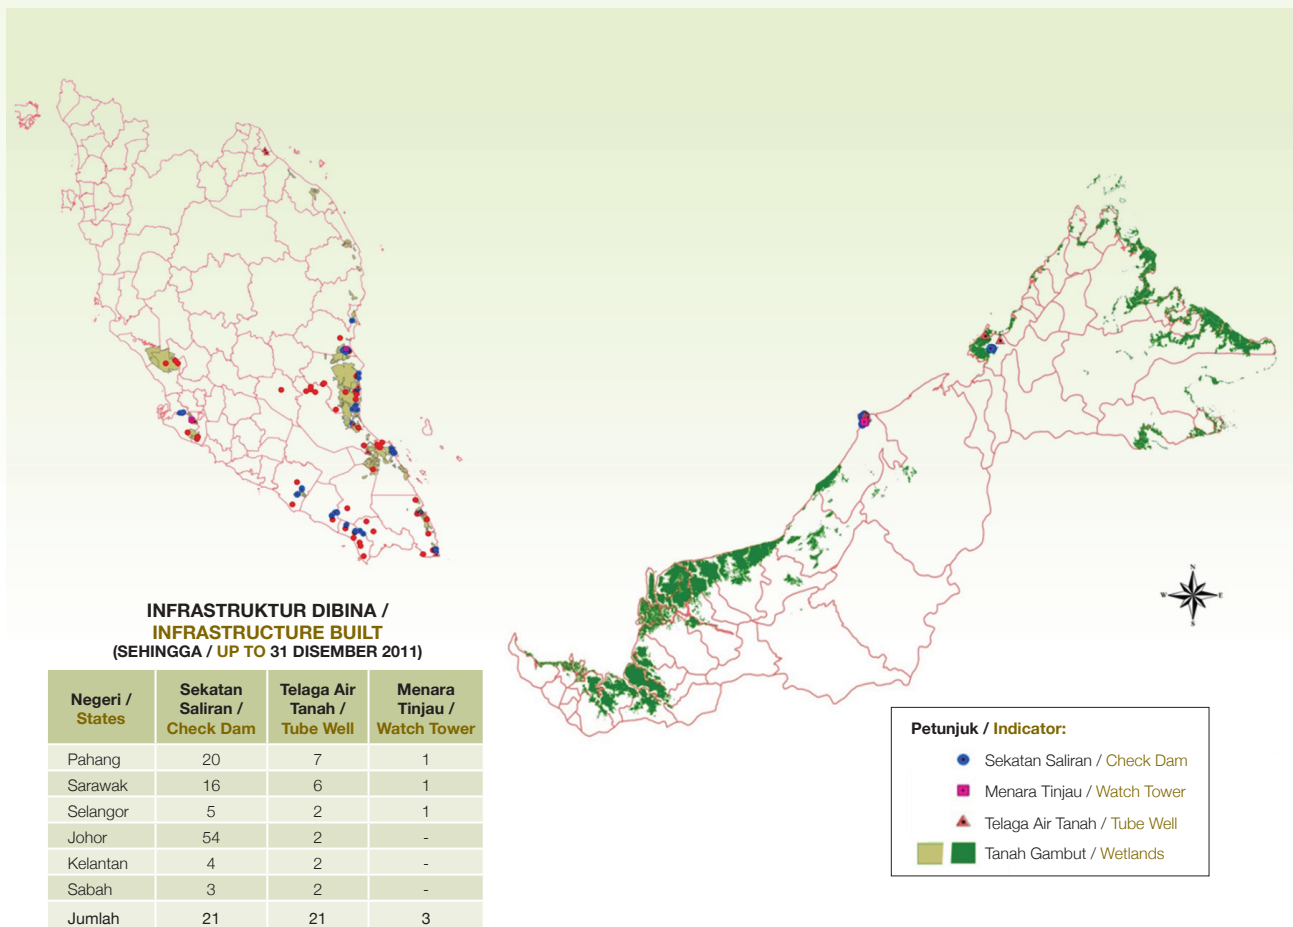 N
W E
S
INFRASTRUKTUR DIBINA /
INFRASTRUCTURE BUILT
(SEHINGGA / UP TO 31 DISEMBER 2011)
Negeri / States Sekatan Saliran / Check Dam Telaga Air Tanah / Tube Well Menara Tinjau / Watch Tower
Pahang 20 7 1
Sarawak 16 6 1
Selangor 5 2 1
Johor 54 2 -
Kelantan 4 2 -
Sabah 3 2 -
Jumlah 21 21 3
Petunjuk / Indicator:
Sekatan Saliran / Check Dam
Menara Tinjau / Watch Tower
Telaga Air Tanah / Tube Well
Tanah Gambut / Wetlands